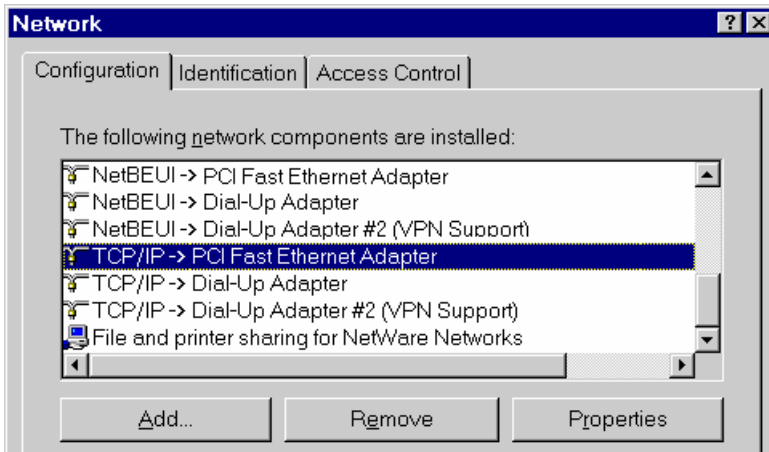 Network
Configuration Identification Access Control
The following network components are installed:
NetBEUI -> PCI Fast Ethernet Adapter
NetBEUI -> Dial-Up Adapter
NetBEUI -> Dial-Up Adapter #2 (VPN Support)
TCP/IP -> PCI Fast Ethernet Adapter
TCP/IP -> Dial-Up Adapter
TCP/IP -> Dial-Up Adapter #2 (VPN Support)
File and printer sharing for NetWare Networks
Add... Remove Properties